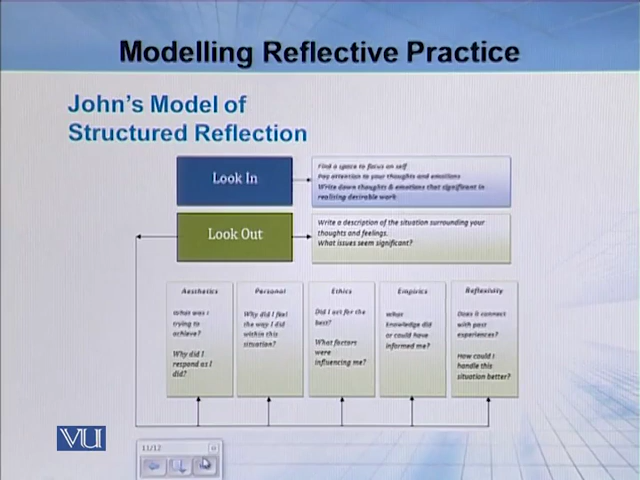 Modelling Reflective Practice
John's Model of
Structured Reflection
Look In
Find a space to focus on self
Pay attention to your thoughts and emotions
Write down thoughts & emotions that significant in
realizing desirable work
Look Out
Write a description of the situation surrounding your
thoughts and feelings.
What issues seem significant?
Aesthetics
What was I
trying to
achieve?
Why did I
respond as I
did?
Personal
Why did I feel
the way I did
within this
situation?
Ethics
Did I act for the
best?
What factors
were
influencing me?
Empirics
What
knowledge did
or could have
informed me?
Reflexivity
Does it connect
with past
experiences?
How could I
handle this
situation better?
VU
11/12